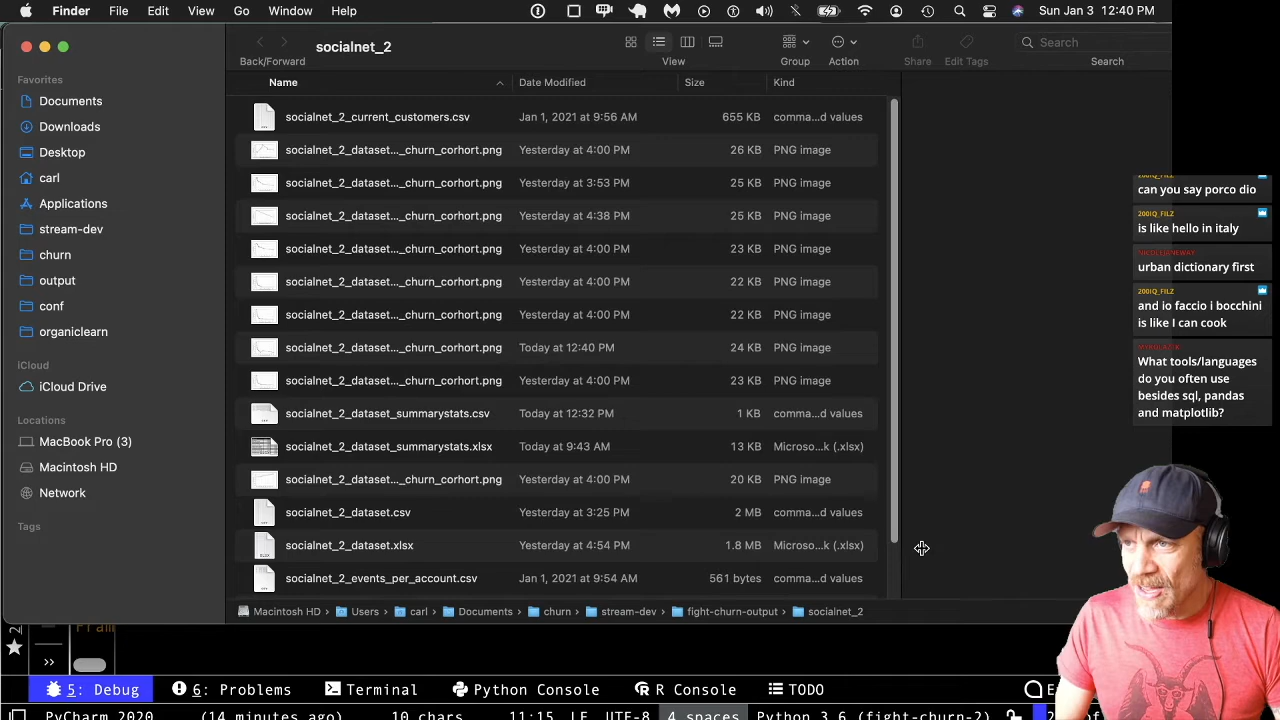 Finder File Edit View Go Window Help Sun Jan 3 12:40 PM
socialnet_2
Back/Forward View Group Action Share Edit Tags Search
Search
Favorites
Documents
Downloads
Desktop
carl
Applications
stream-dev
churn
output
conf
organiclearn
iCloud
iCloud Drive
Locations
MacBook Pro (3)
Macintosh HD
Network
Tags
Name Date Modified Size Kind
socialnet_2_current_customers.csv Jan 1, 2021 at 9:56 AM 655 KB comma...d values
socialnet_2_dataset..._churn_corhort.png Yesterday at 4:00 PM 26 KB PNG image
socialnet_2_dataset..._churn_corhort.png Yesterday at 3:53 PM 25 KB PNG image
socialnet_2_dataset..._churn_corhort.png Yesterday at 4:38 PM 25 KB PNG image
socialnet_2_dataset..._churn_corhort.png Yesterday at 4:00 PM 23 KB PNG image
socialnet_2_dataset..._churn_corhort.png Yesterday at 4:00 PM 22 KB PNG image
socialnet_2_dataset..._churn_corhort.png Yesterday at 4:00 PM 22 KB PNG image
socialnet_2_dataset..._churn_corhort.png Today at 12:40 PM 24 KB PNG image
socialnet_2_dataset..._churn_corhort.png Yesterday at 4:00 PM 23 KB PNG image
socialnet_2_dataset_summarystats.csv Today at 12:32 PM 1 KB comma...d values
socialnet_2_dataset_summarystats.xlsx Today at 9:43 AM 13 KB Microso...k (.xlsx)
socialnet_2_dataset..._churn_corhort.png Yesterday at 4:00 PM 20 KB PNG image
socialnet_2_dataset.csv Yesterday at 3:25 PM 2 MB comma...d values
socialnet_2_dataset.xlsx Yesterday at 4:54 PM 1.8 MB Microso...k (.xlsx)
socialnet_2_events_per_account.csv Jan 1, 2021 at 9:54 AM 561 bytes comma...d values
Macintosh HD › Users › carl › Documents › churn › stream-dev › fight-churn-output › socialnet_2
200IQ_FILZ
can you say porco dio
200IQ_FILZ
is like hello in italy
urban dictionary first
200IQ_FILZ
and io faccio i bocchini
is like I can cook
What tools/languages
do you often use
besides sql, pandas
and matplotlib?
Fram
5: Debug 6: Problems Terminal Python Console R Console TODO
PyCharm 2020 (14 minutes ago) 10 chars 11:15 UTF-8 4 spaces Python 3.6 (fight-churn-2)